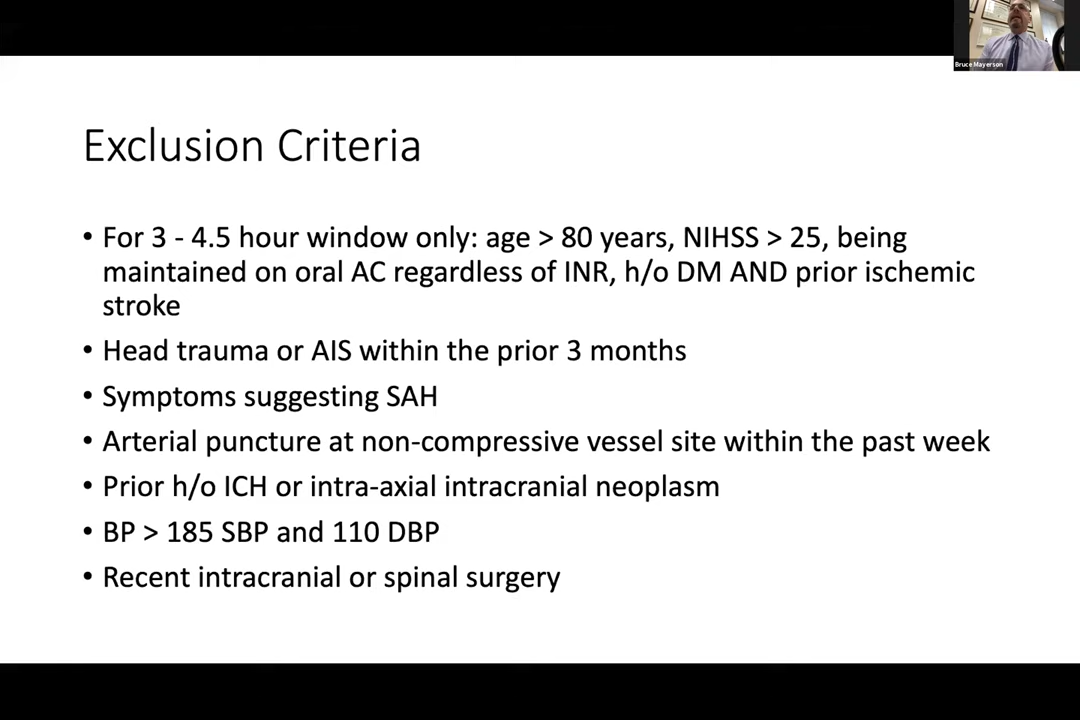 Bruce Mayerson
Exclusion Criteria
• For 3 - 4.5 hour window only: age > 80 years, NIHSS > 25, being
maintained on oral AC regardless of INR, h/o DM AND prior ischemic
stroke
• Head trauma or AIS within the prior 3 months
• Symptoms suggesting SAH
• Arterial puncture at non-compressive vessel site within the past week
• Prior h/o ICH or intra-axial intracranial neoplasm
• BP > 185 SBP and 110 DBP
• Recent intracranial or spinal surgery